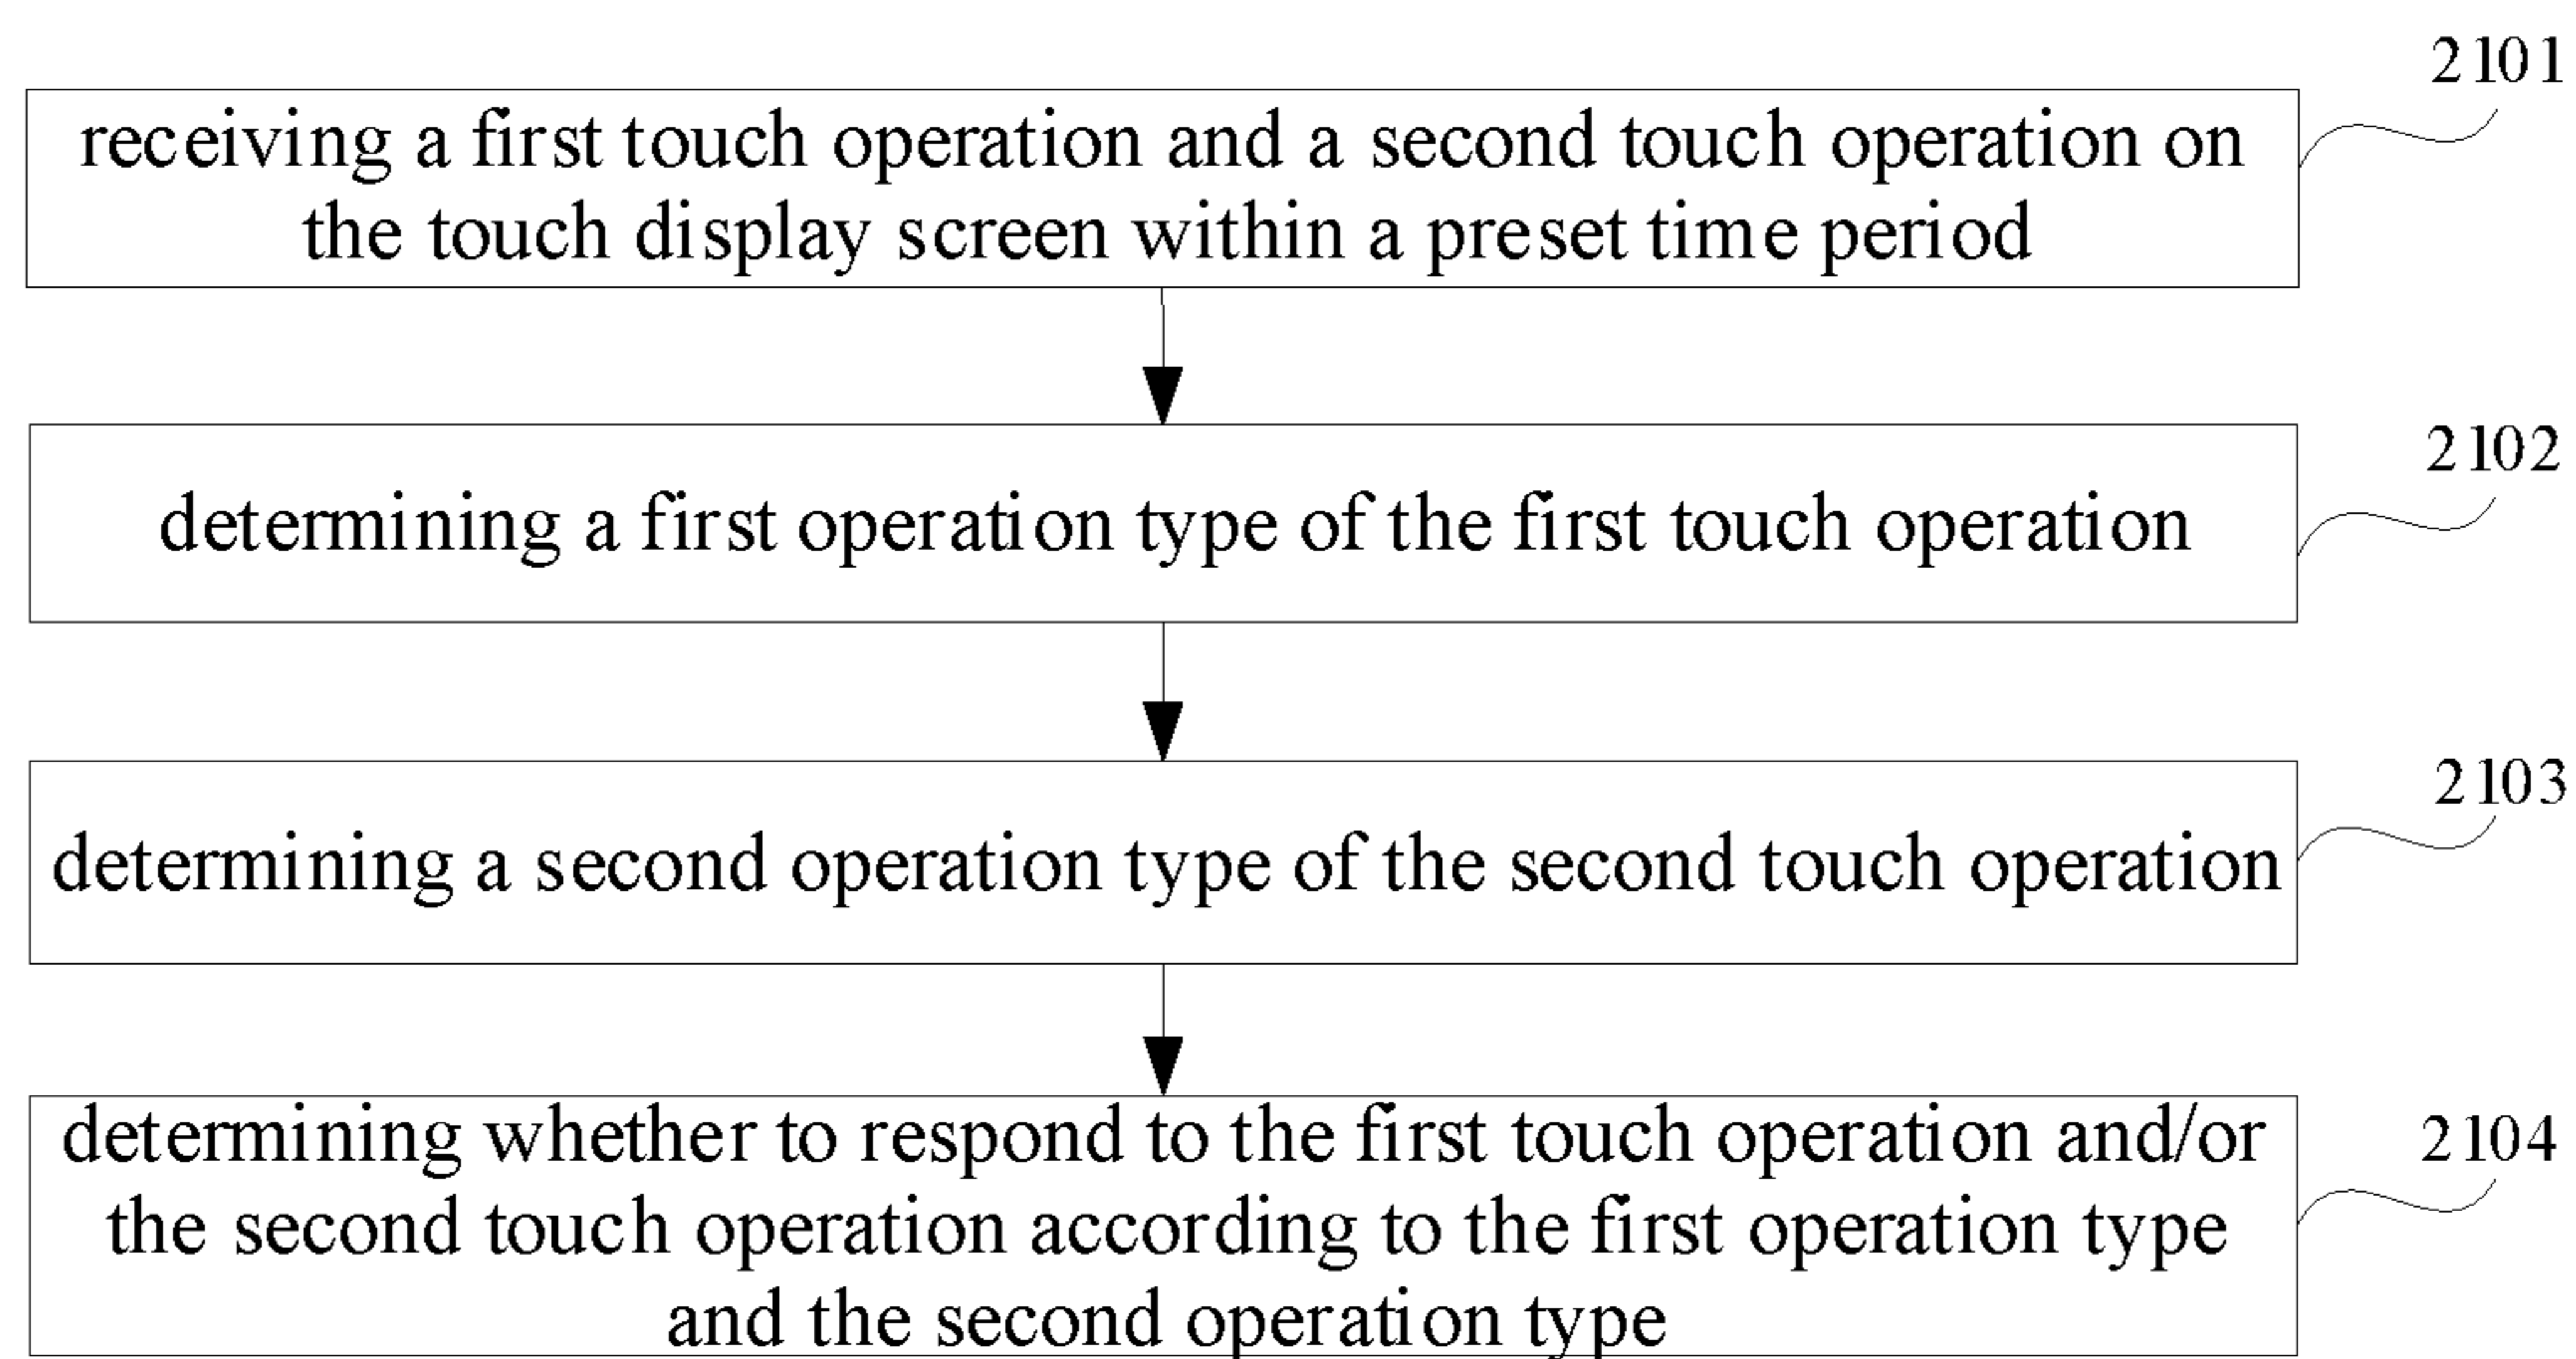 2101
receiving a first touch operation and a second touch operation on
the touch display screen within a preset time period
2102
determining a first operation type of the first touch operation
2103
determining a second operation type of the second touch operation
2104
determining whether to respond to the first touch operation and/or
the second touch operation according to the first operation type
and the second operation type